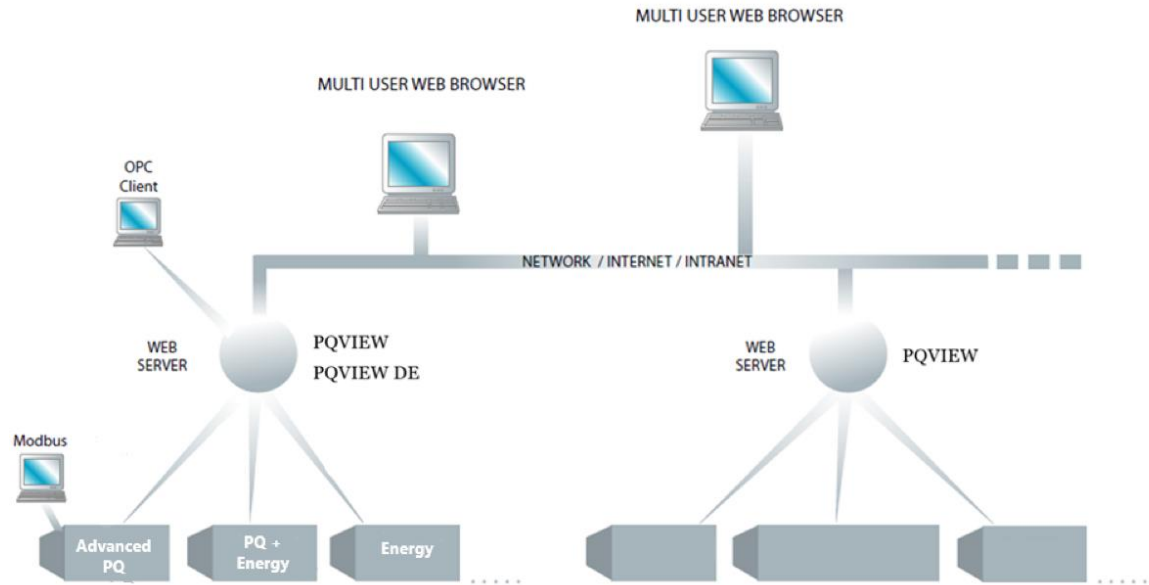 MULTI USER WEB BROWSER
MULTI USER WEB BROWSER
OPC
Client
NETWORK / INTERNET / INTRANET
WEB
SERVER
PQVIEW
PQVIEW DE
WEB
SERVER
PQVIEW
Modbus
Advanced
PQ
PQ +
Energy
Energy